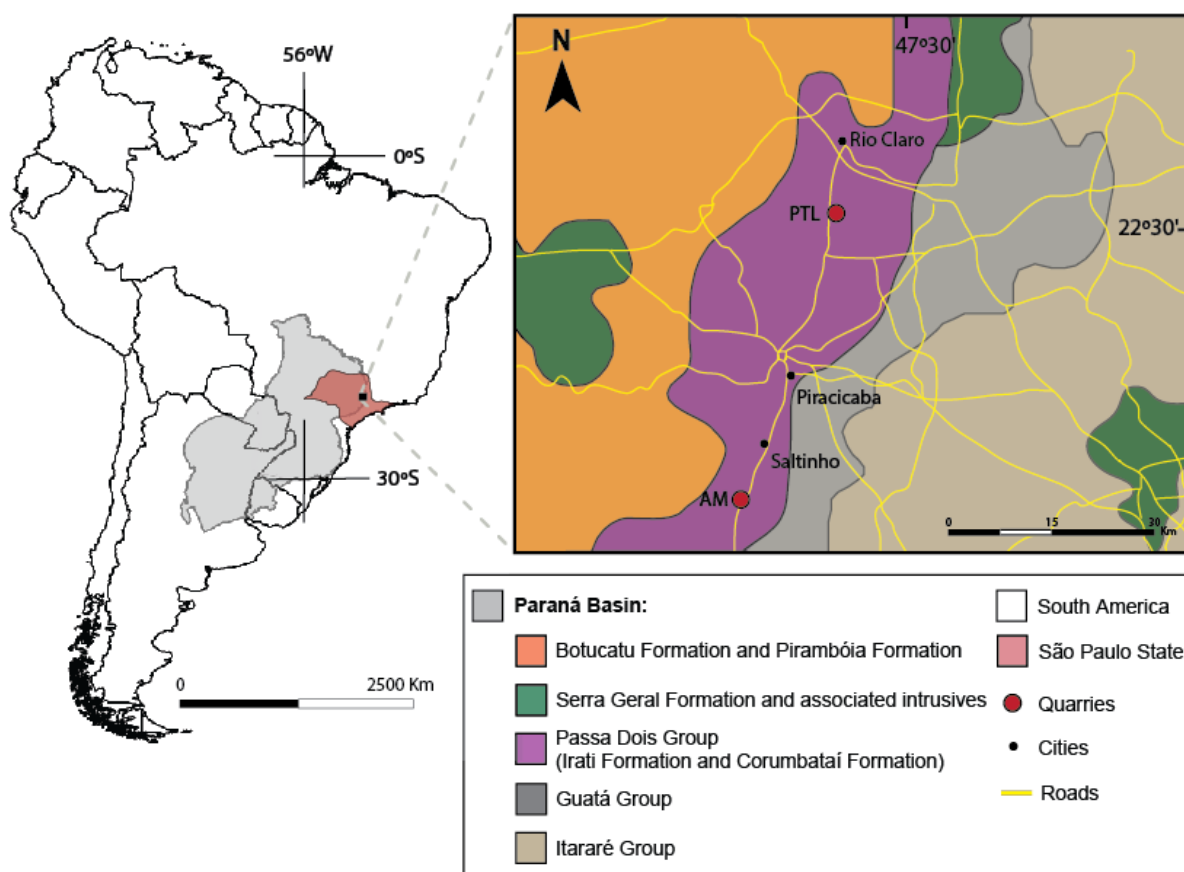 56ºW
0ºS
30ºS
0 2500 Km
N
47º30'
22º30'
Rio Claro
PTL
Piracicaba
Saltinho
AM
0 15 30
Km
Paraná Basin:
Botucatu Formation and Pirambóia Formation
Serra Geral Formation and associated intrusives
Passa Dois Group
(Irati Formation and Corumbataí Formation)
Guatá Group
Itararé Group
South America
São Paulo State
Quarries
Cities
Roads